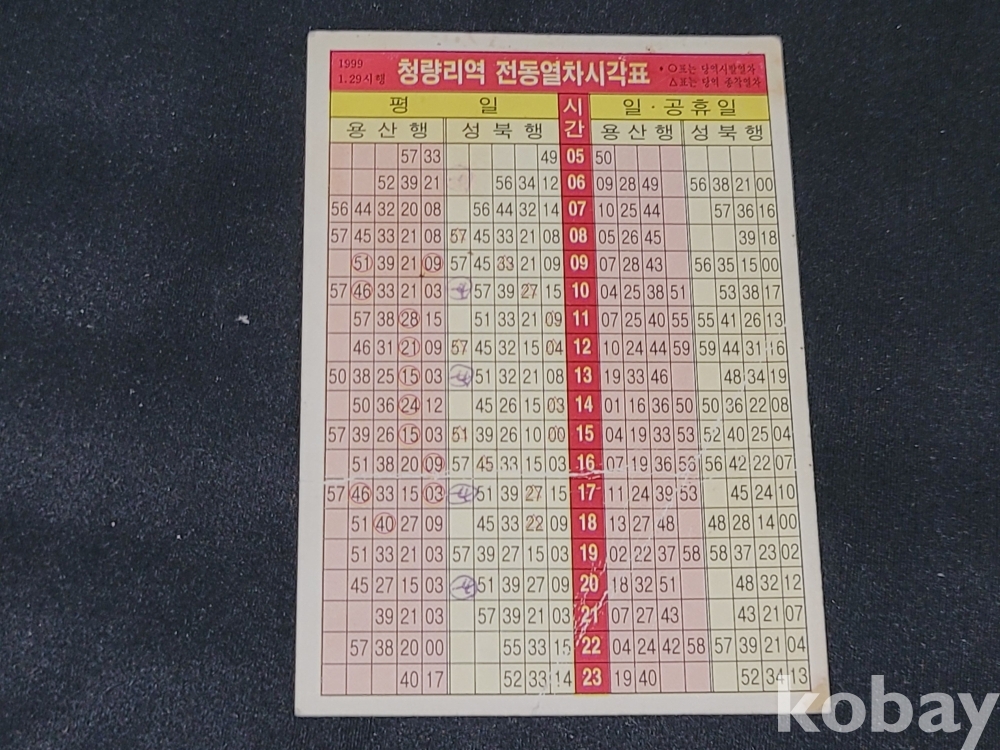 1999
1.29시행
청량리역 전동열차시각표
• ○표는 당역시발열차
△표는 당역 종착열차
평 일 시간 일·공휴일
용산행 성북행 용산행 성북행
57 33 49 05 50
52 39 21 56 34 12 06 09 28 49 56 38 21 00
56 44 32 20 08 56 44 32 14 07 10 25 44 57 36 16
57 45 33 21 08 57 45 33 21 08 08 05 26 45 39 18
51 39 21 09 57 45 33 21 09 09 07 28 43 56 35 15 00
57 46 33 21 03 57 39 27 15 10 04 25 38 51 53 38 17
57 38 28 15 51 33 21 09 11 07 25 40 55 55 41 26 13
46 31 21 09 57 45 32 15 04 12 10 24 44 59 59 44 31 16
50 38 25 15 03 51 32 21 08 13 19 33 46 48 34 19
50 36 24 12 45 26 15 03 14 01 16 36 50 50 36 22 08
57 39 26 15 03 51 39 26 10 00 15 04 19 33 53 52 40 25 04
51 38 20 09 57 45 33 15 03 16 07 19 36 56 42 22 07
57 46 33 15 03 51 39 27 15 17 11 24 39 53 45 24 10
51 40 27 09 45 33 22 09 18 13 27 48 48 28 14 00
51 33 21 03 57 39 27 15 03 19 02 22 37 58 58 37 23 02
45 27 15 03 51 39 27 09 20 18 32 51 48 32 12
39 21 03 57 39 21 03 21 07 27 43 43 21 07
57 38 20 00 55 33 15 22 04 24 42 58 57 39 21 04
40 17 52 33 14 23 19 40 52 34 13
kobay